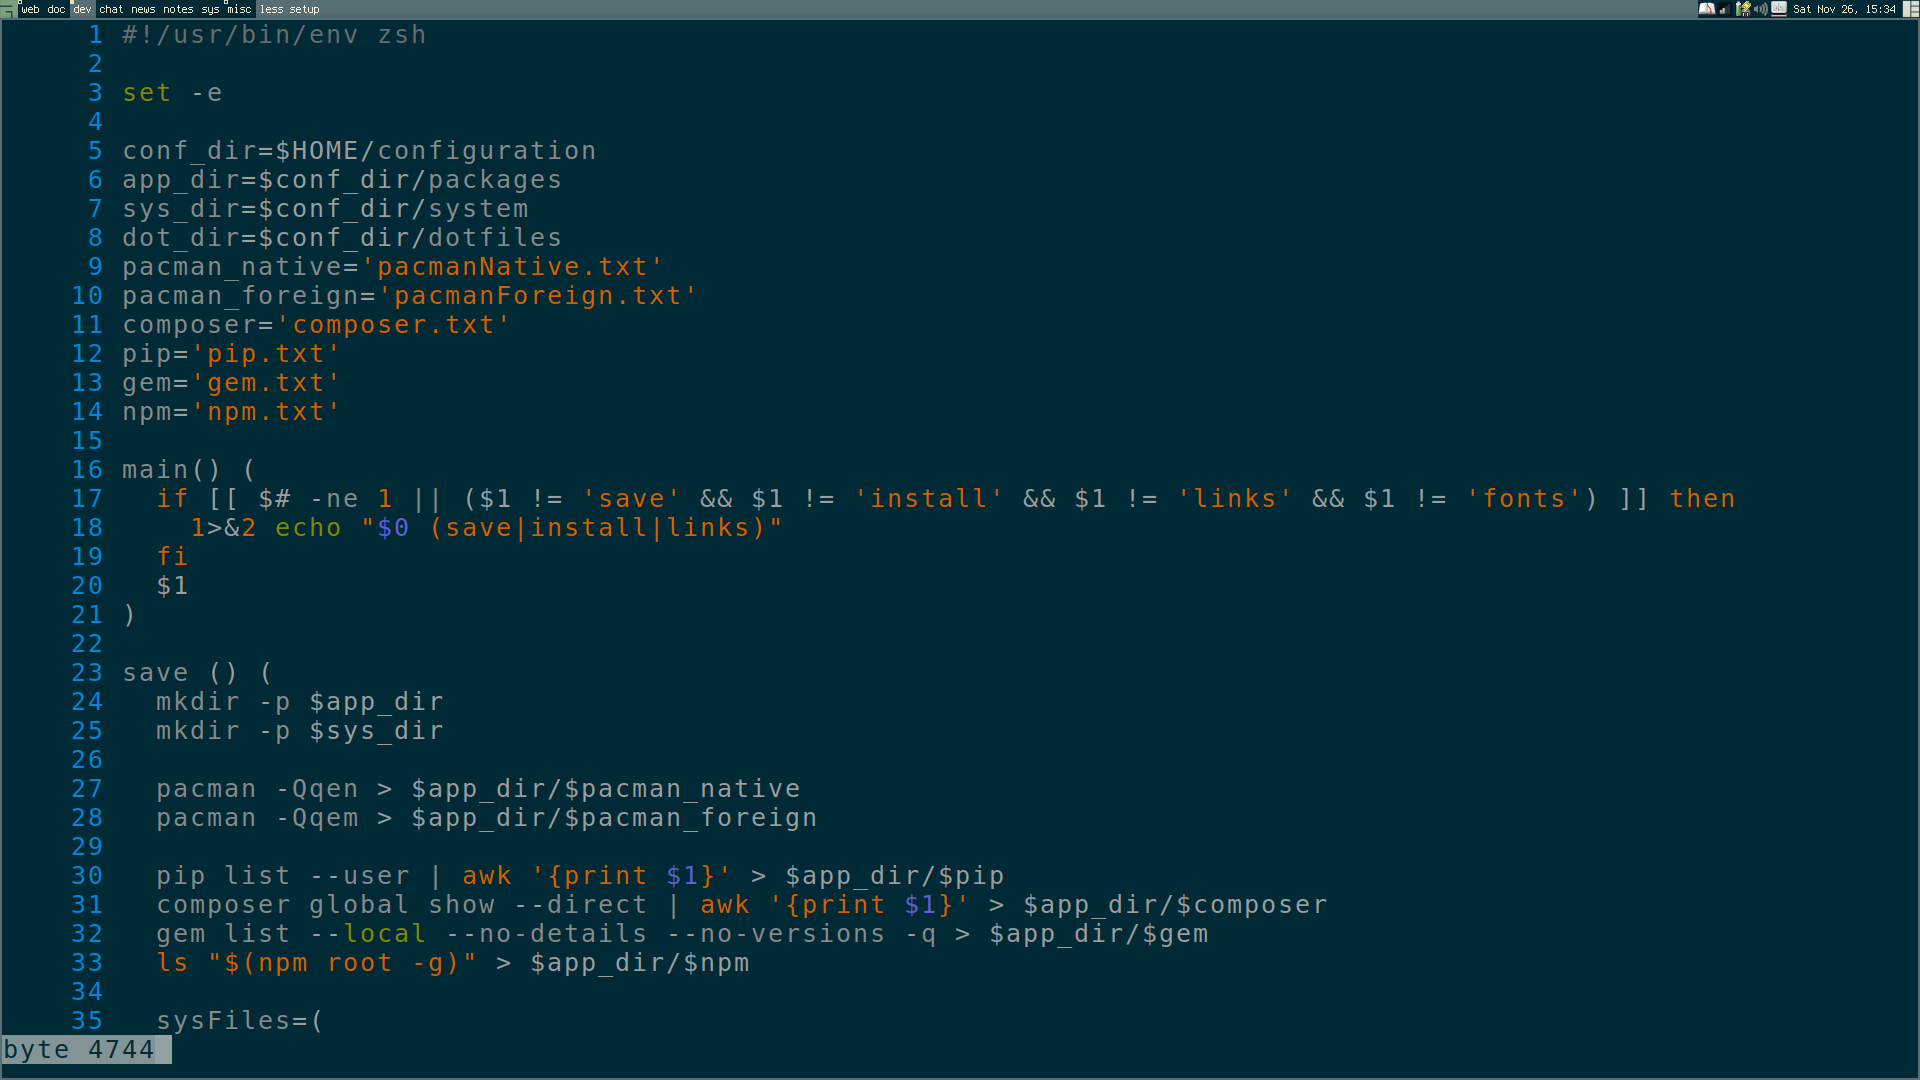 web doc dev chat news notes sys misc less setup Sat Nov 26, 15:34
1 #!/usr/bin/env zsh
2
3 set -e
4
5 conf_dir=$HOME/configuration
6 app_dir=$conf_dir/packages
7 sys_dir=$conf_dir/system
8 dot_dir=$conf_dir/dotfiles
9 pacman_native='pacmanNative.txt'
10 pacman_foreign='pacmanForeign.txt'
11 composer='composer.txt'
12 pip='pip.txt'
13 gem='gem.txt'
14 npm='npm.txt'
15
16 main() (
17   if [[ $# -ne 1 || ($1 != 'save' && $1 != 'install' && $1 != 'links' && $1 != 'fonts') ]] then
18     1>&2 echo "$0 (save|install|links)"
19   fi
20   $1
21 )
22
23 save () (
24   mkdir -p $app_dir
25   mkdir -p $sys_dir
26
27   pacman -Qqen > $app_dir/$pacman_native
28   pacman -Qqem > $app_dir/$pacman_foreign
29
30   pip list --user | awk '{print $1}' > $app_dir/$pip
31   composer global show --direct | awk '{print $1}' > $app_dir/$composer
32   gem list --local --no-details --no-versions -q > $app_dir/$gem
33   ls "$(npm root -g)" > $app_dir/$npm
34
35   sysFiles=(
byte 4744